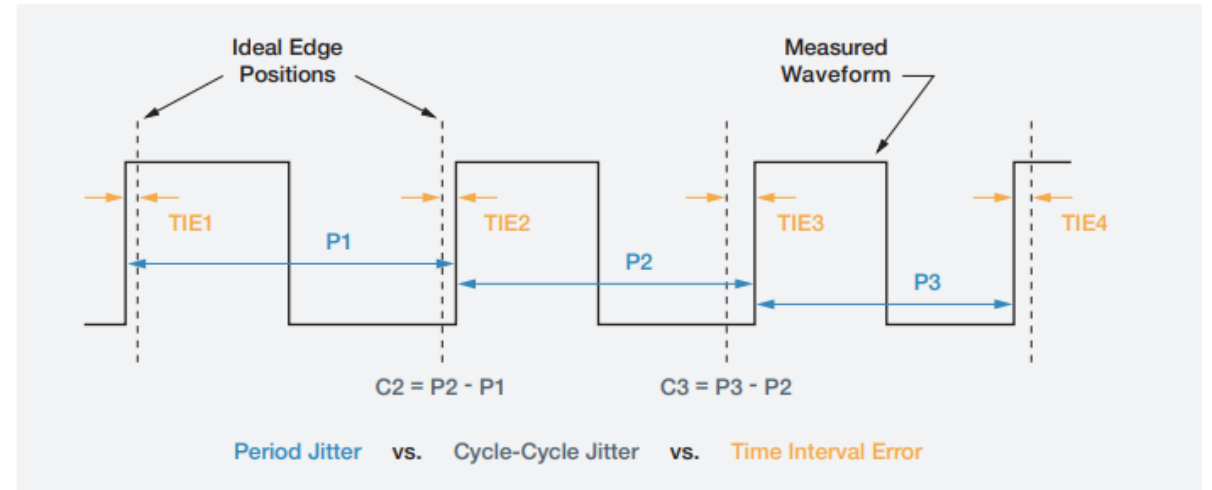 Ideal Edge
Positions
Measured
Waveform
TIE1
TIE2
TIE3
TIE4
P1
P2
P3
C2 = P2 - P1
C3 = P3 - P2
Period Jitter vs. Cycle-Cycle Jitter vs. Time Interval Error